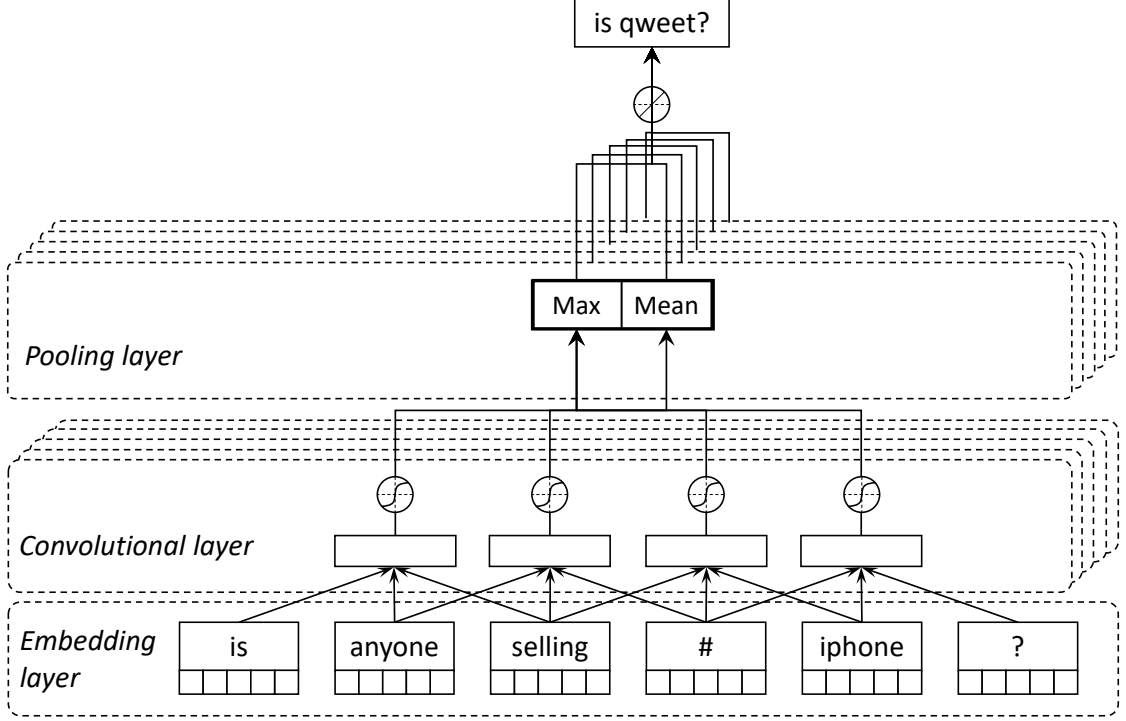 is qweet?
Max Mean
Pooling layer
Convolutional layer
Embedding
layer
is anyone selling # iphone ?